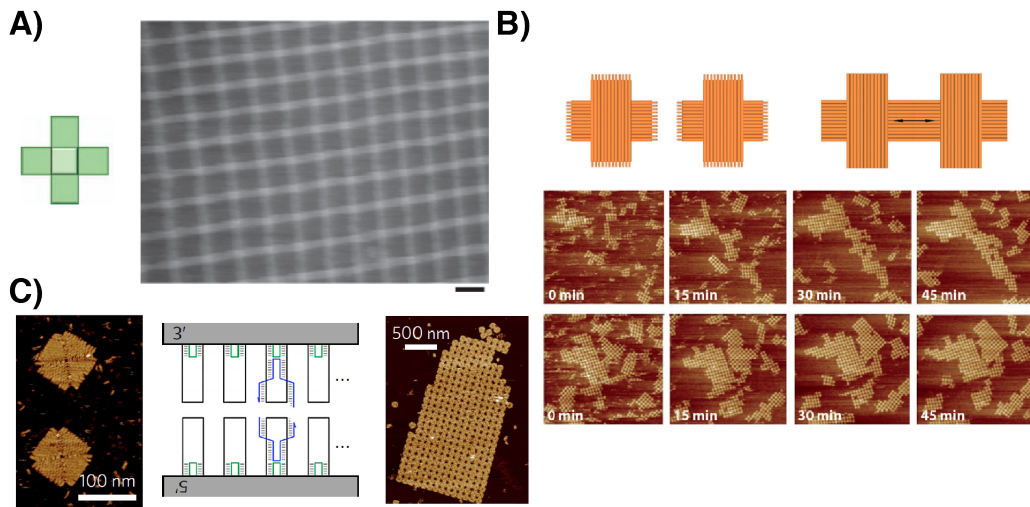 A)
B)
0 min
15 min
30 min
45 min
0 min
15 min
30 min
45 min
C)
100 nm
3′
...
...
5′
500 nm